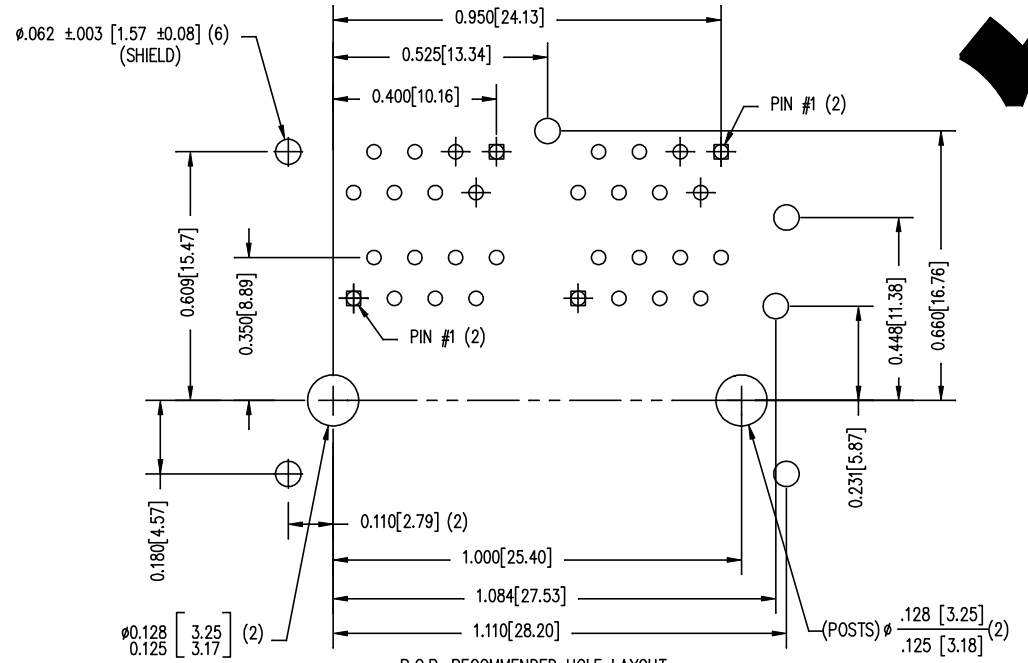 0.950[24.13]
ø.062 ±.003 [1.57 ±0.08] (6)
(SHIELD)
0.525[13.34]
0.400[10.16]
PIN #1 (2)
0.609[15.47]
0.350[8.89]
0.448[11.38]
0.660[16.76]
PIN #1 (2)
0.231[5.87]
0.180[4.57]
0.110[2.79] (2)
1.000[25.40]
1.084[27.53]
ø0.128 [3.25] (2)
0.125 [3.17]
1.110[28.20]
(POSTS) ø .128 [3.25] (2)
.125 [3.18]
P.C.B. RECOMMENDED HOLE LAYOUT